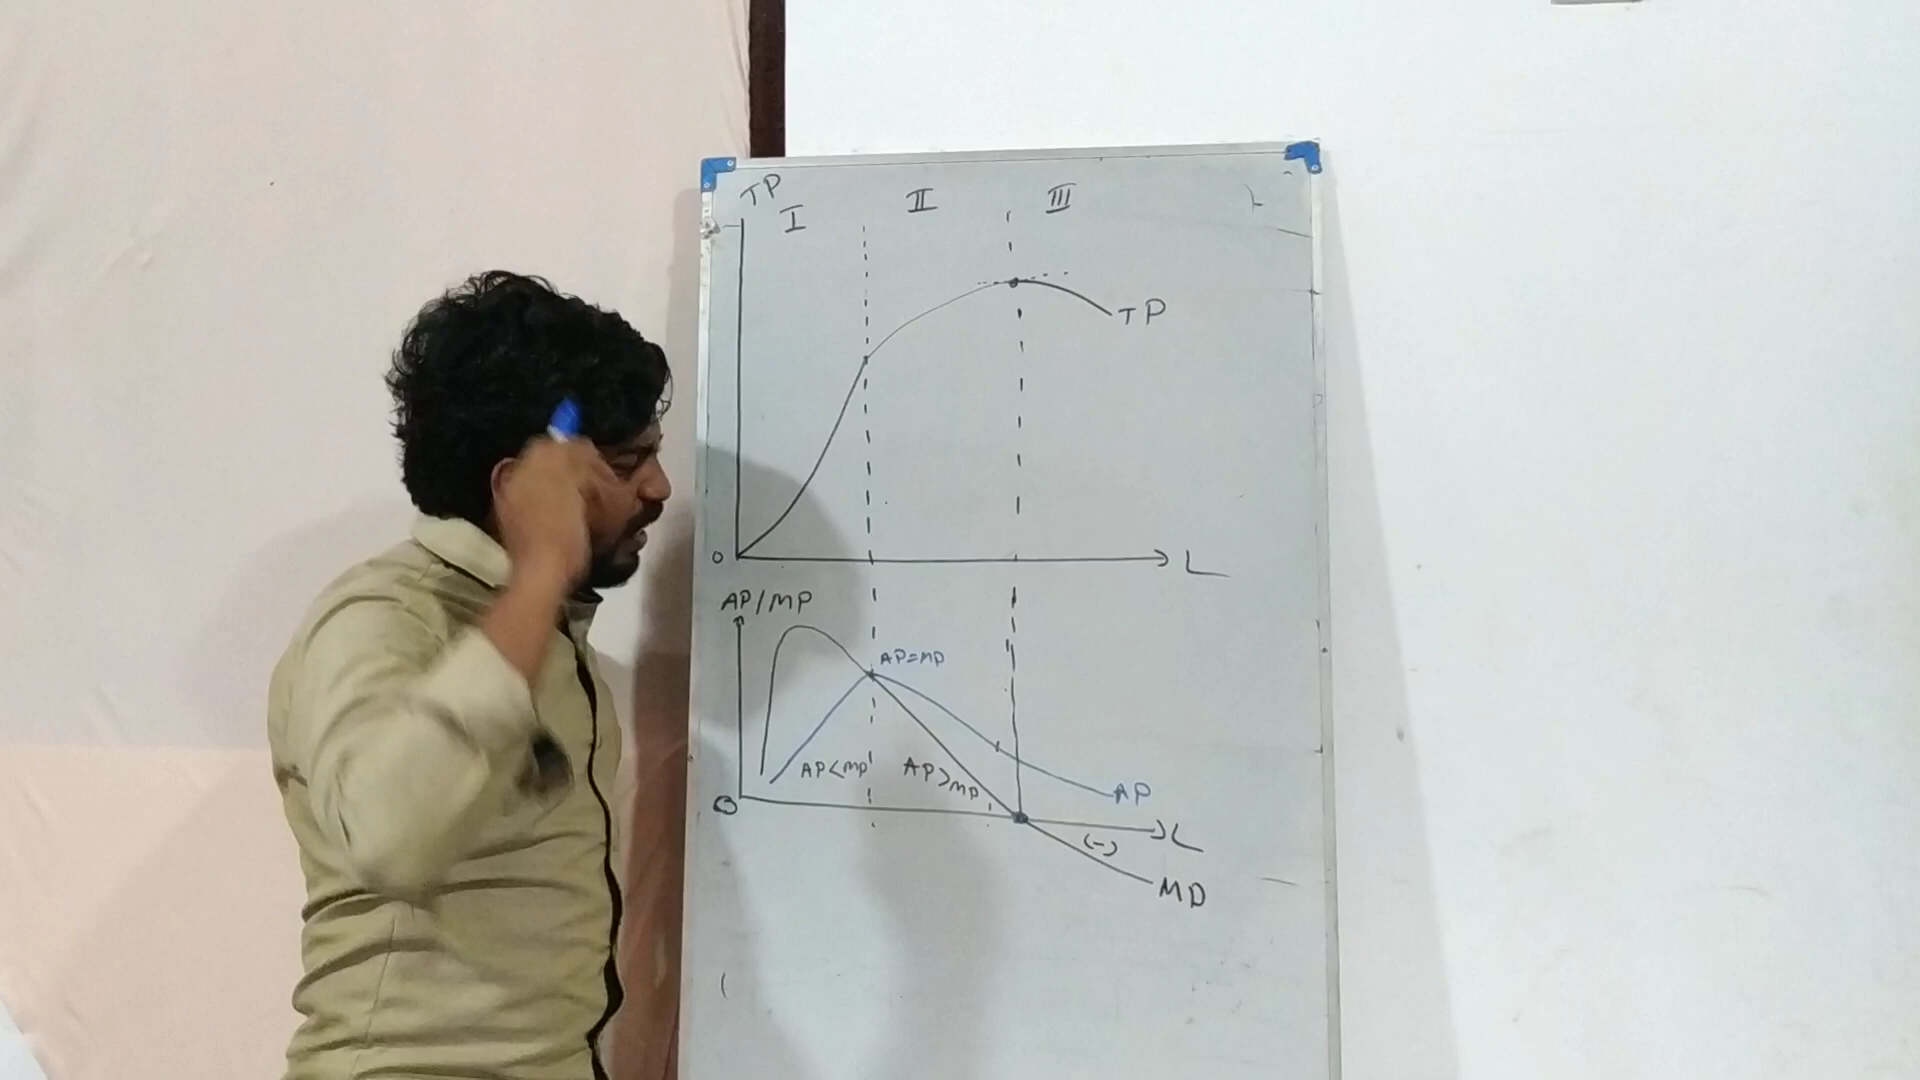 TP
I II III
TP
0
L
AP/MP
AP=MP
AP<MP AP>MP
AP
0
L
(-)
MP